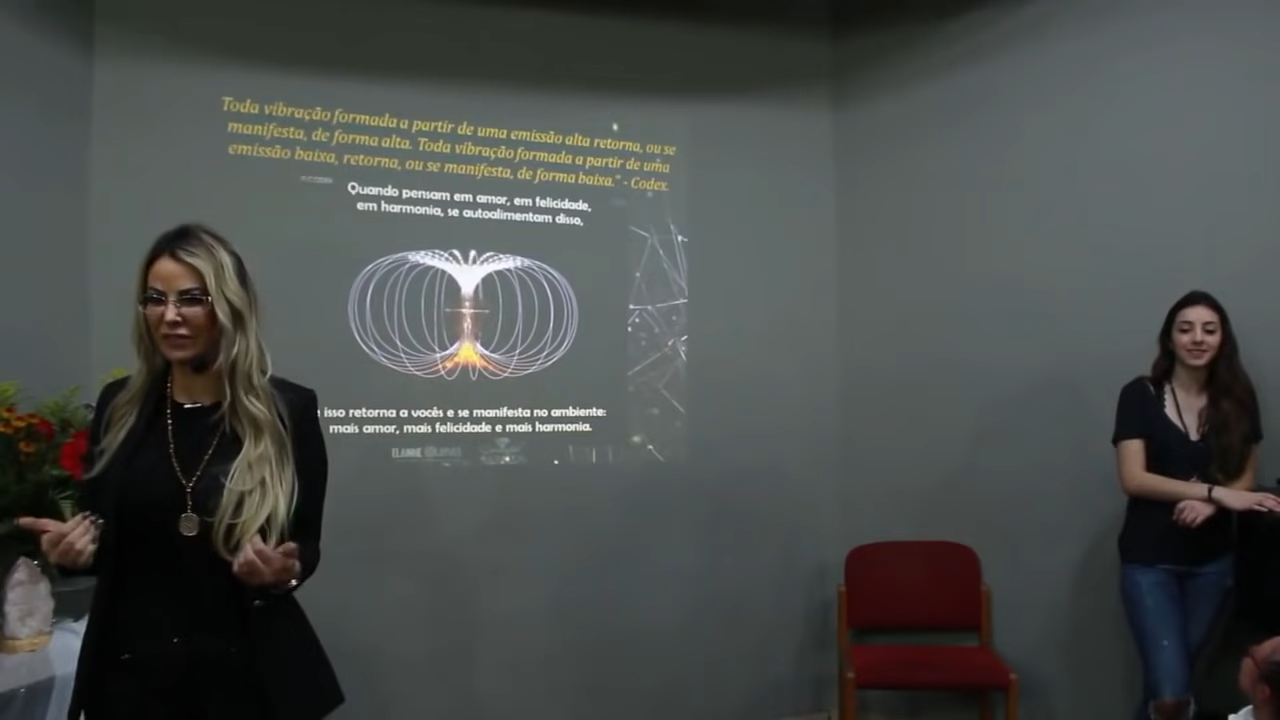 Toda vibração formada a partir de uma emissão alta retorna, ou se
manifesta, de forma alta. Toda vibração formada a partir de uma
emissão baixa, retorna, ou se manifesta, de forma baixa." - Codex.
Quando pensam em amor, em felicidade,
em harmonia, se autoalimentam disso,
isso retorna a vocês e se manifesta no ambiente:
mais amor, mais felicidade e mais harmonia.